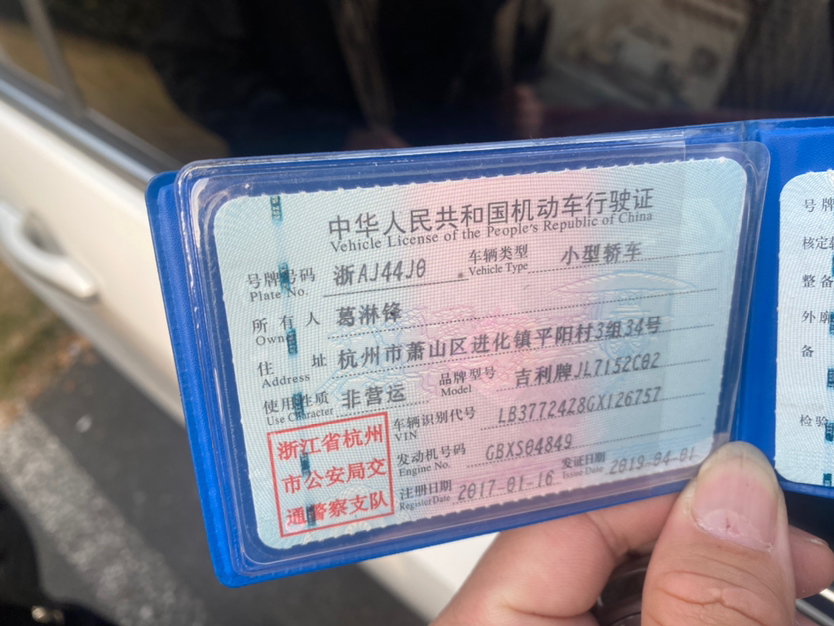 中华人民共和国机动车行驶证
Vehicle License of the People's Republic of China
号牌号码 浙AJ44J0 车辆类型 小型轿车
Plate No. Vehicle Type
所有人 葛淋锋
Owner
住址 杭州市萧山区进化镇平阳村3组34号
Address
使用性质 非营运 品牌型号 吉利牌JL7152C02
Use Character Model
浙江省杭州
市公安局交
通警察支队
车辆识别代号 LB3772428GX126757
VIN
发动机号码 GBXS04849
Engine No.
注册日期 2017-01-16 发证日期 2019-04-01
Register Date Issue Date
号牌
核定
整备
外廓
备
检验